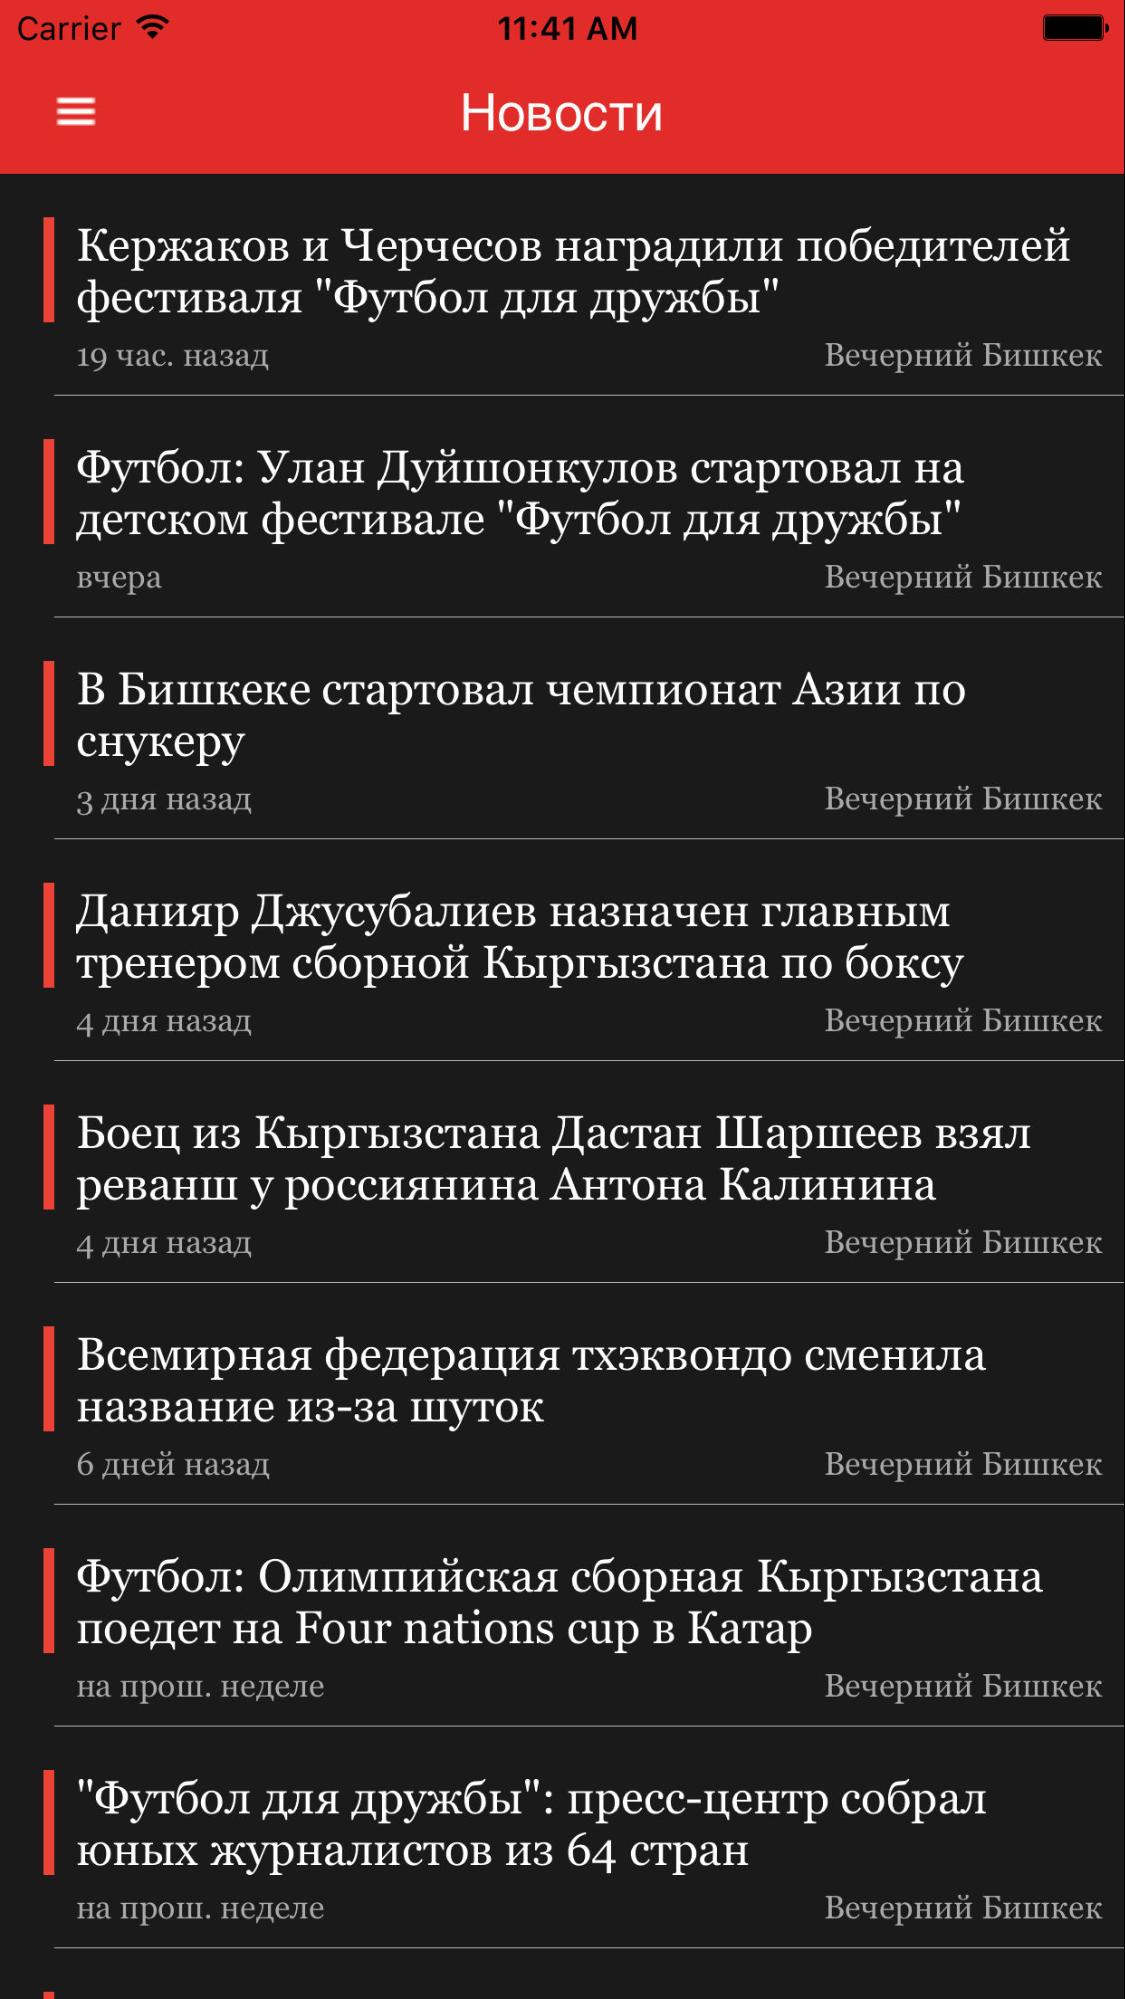 Carrier 11:41 AM
Новости
Кержаков и Черчесов наградили победителей
фестиваля "Футбол для дружбы"
19 час. назад Вечерний Бишкек
Футбол: Улан Дуйшонкулов стартовал на
детском фестивале "Футбол для дружбы"
вчера Вечерний Бишкек
В Бишкеке стартовал чемпионат Азии по
снукеру
3 дня назад Вечерний Бишкек
Данияр Джусубалиев назначен главным
тренером сборной Кыргызстана по боксу
4 дня назад Вечерний Бишкек
Боец из Кыргызстана Дастан Шаршеев взял
реванш у россиянина Антона Калинина
4 дня назад Вечерний Бишкек
Всемирная федерация тхэквондо сменила
название из-за шуток
6 дней назад Вечерний Бишкек
Футбол: Олимпийская сборная Кыргызстана
поедет на Four nations cup в Катар
на прош. неделе Вечерний Бишкек
"Футбол для дружбы": пресс-центр собрал
юных журналистов из 64 стран
на прош. неделе Вечерний Бишкек